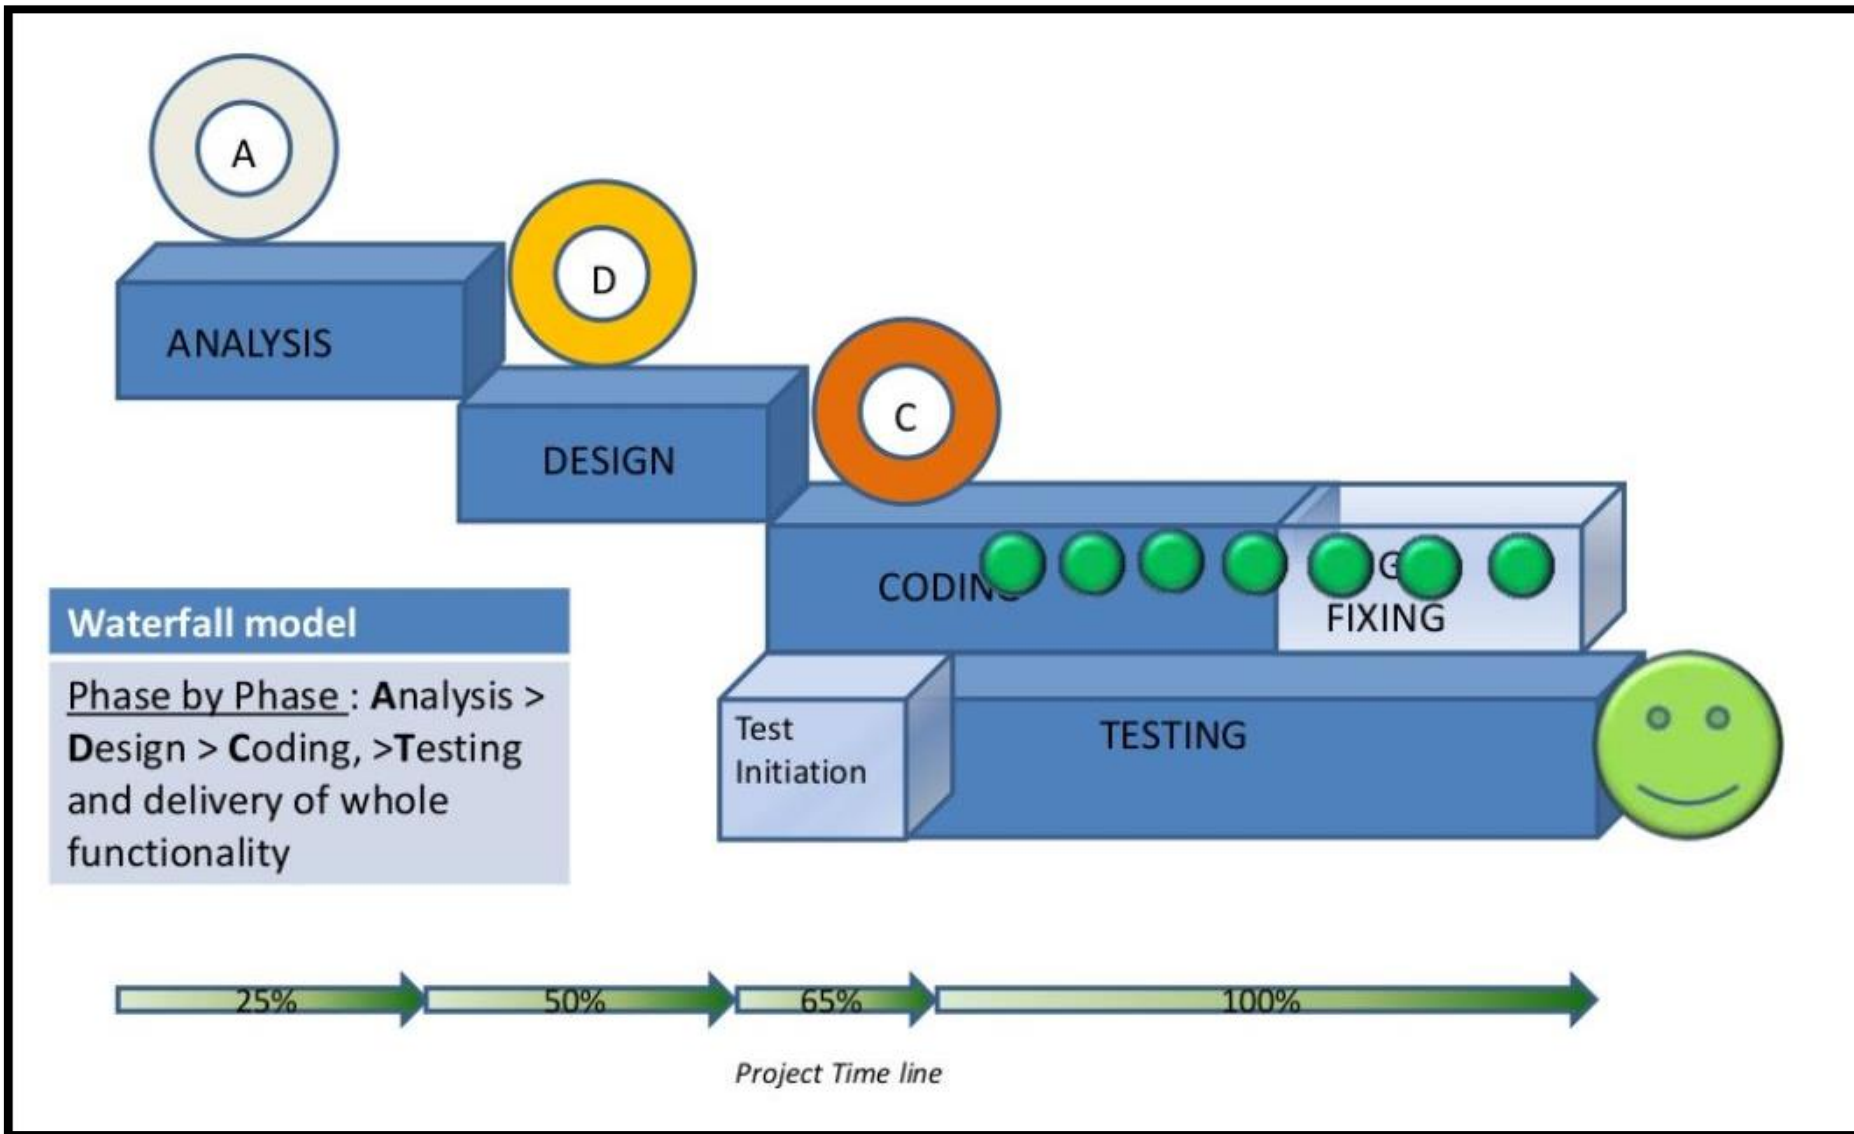 A
ANALYSIS
D
DESIGN
C
CODING
FIXING
Waterfall model
Phase by Phase : Analysis >
Design > Coding, >Testing
and delivery of whole
functionality
Test
Initiation
TESTING
25%
50%
65%
100%
Project Time line